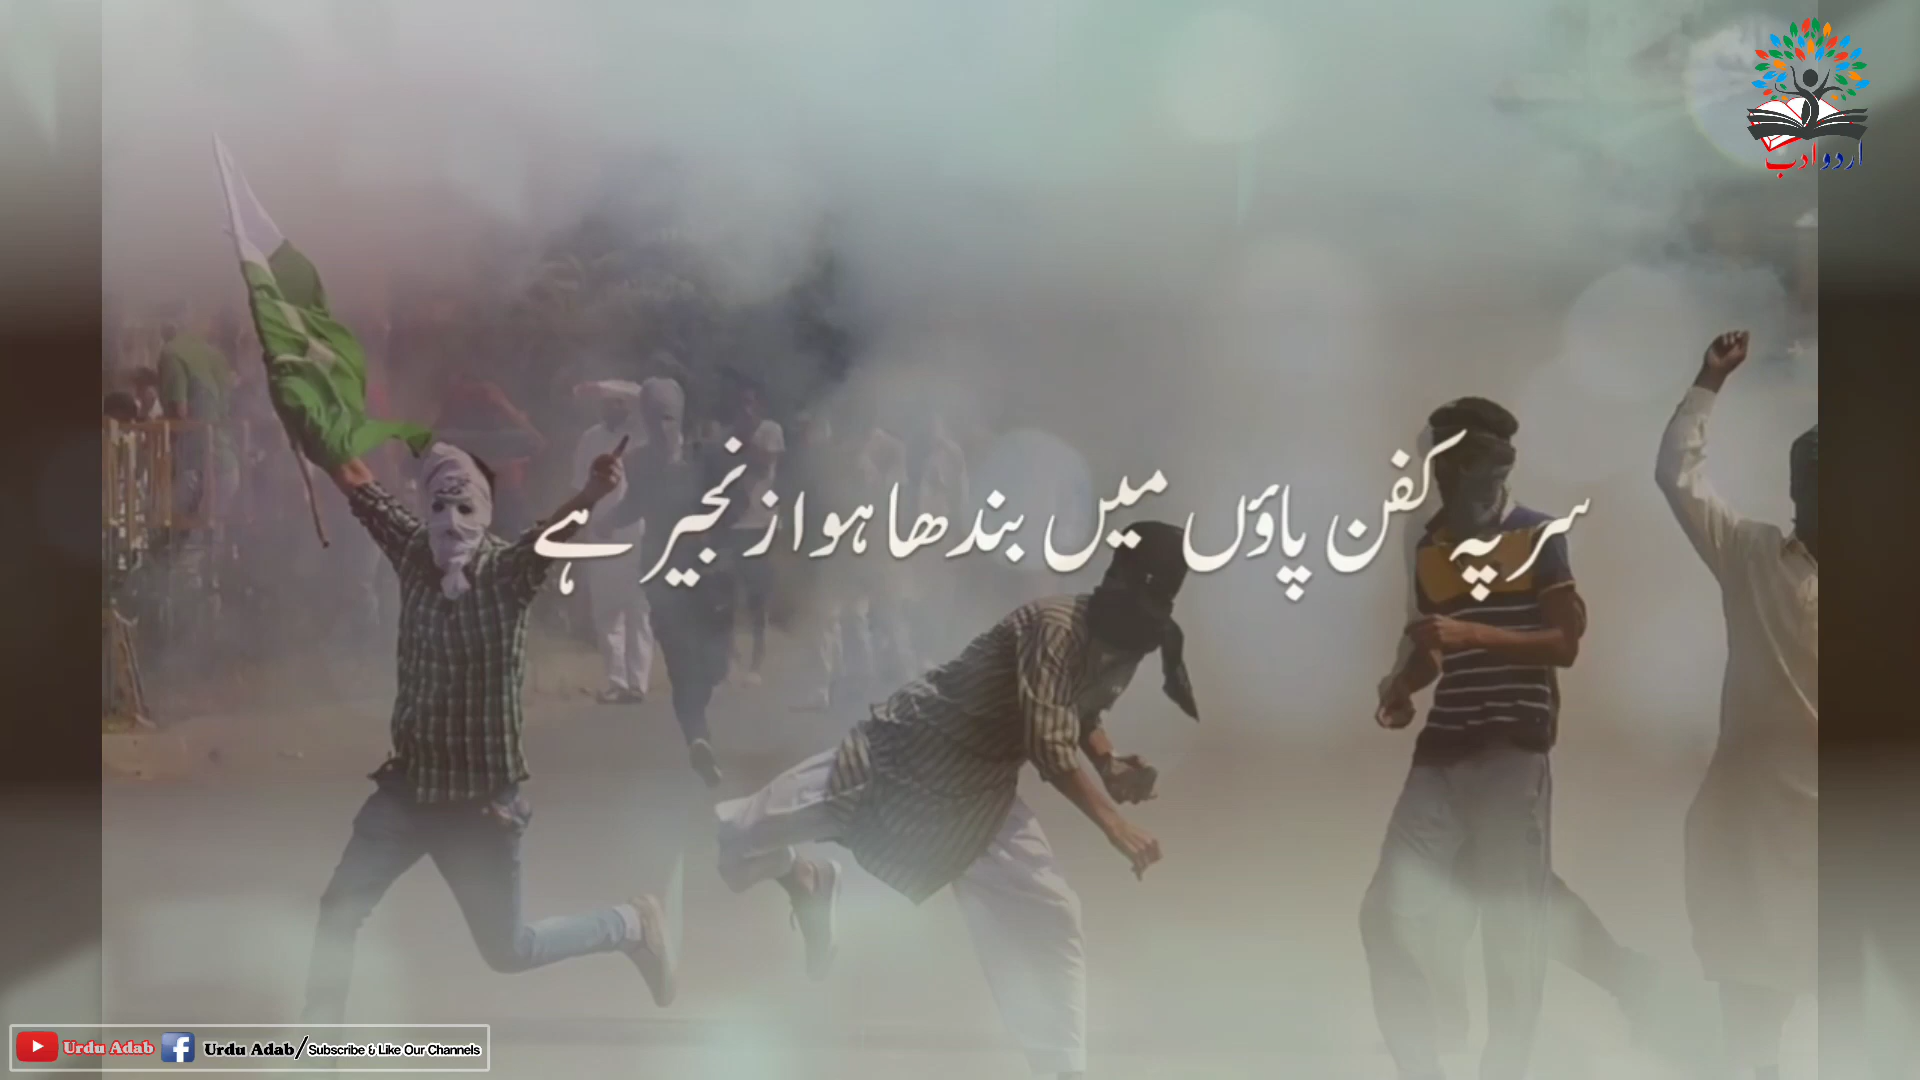 اردو ادب
سر پہ کفن پاؤں میں بندھا ہوا زنجیر ہے
Urdu Adab Urdu Adab/Subscribe & Like Our Channels